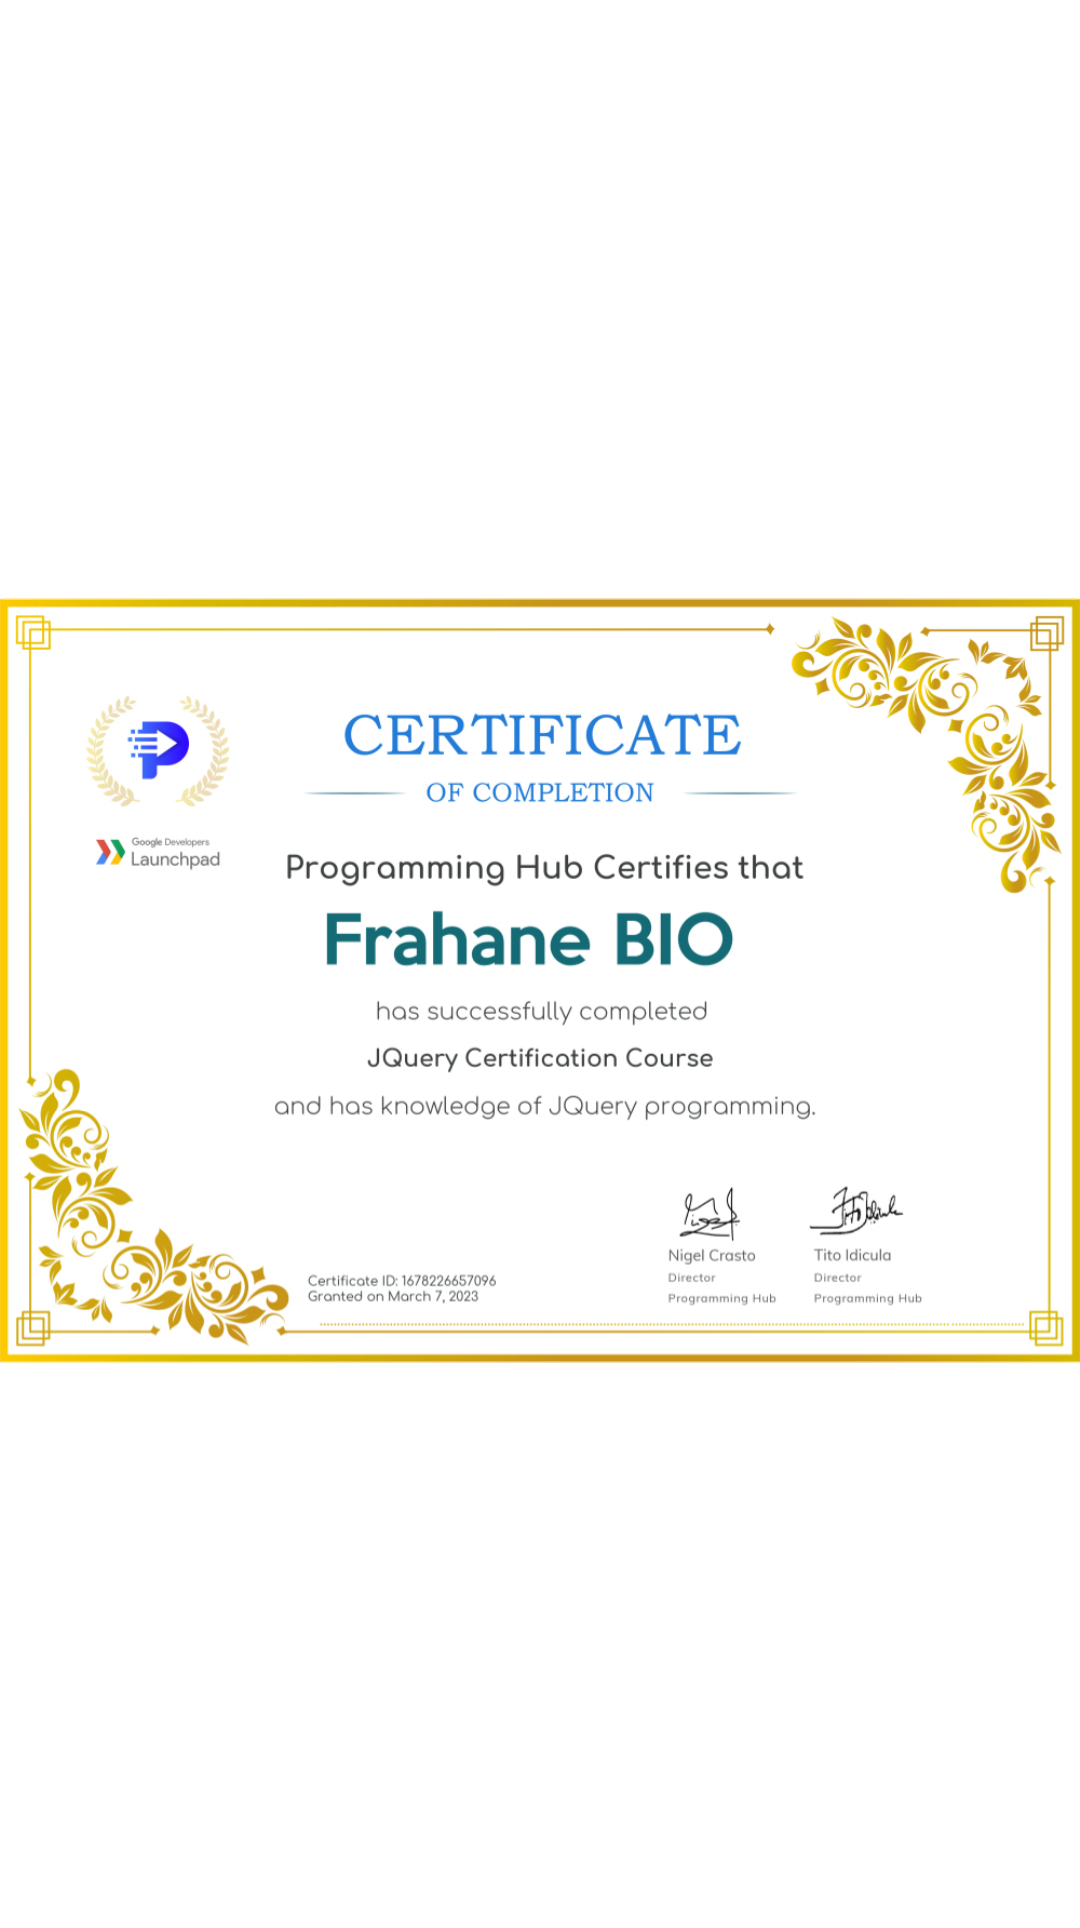 CERTIFICATE
OF COMPLETION
Google Developers
Launchpad
Programming Hub Certifies that
Frahane BIO
has successfully completed
JQuery Certification Course
and has knowledge of JQuery programming.
Certificate ID: 1678226657096
Granted on March 7, 2023
Nigel Crasto
Director
Programming Hub
Tito Idicula
Director
Programming Hub